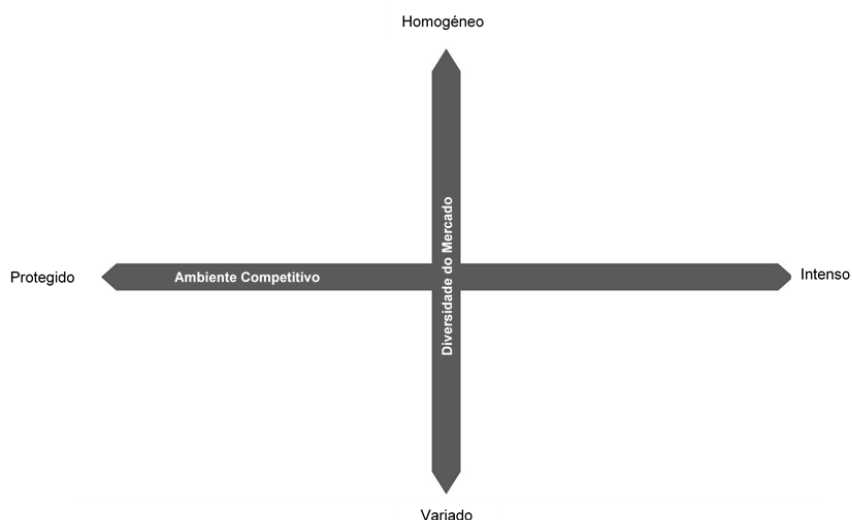 Homogéneo
Diversidade do Mercado
Protegido
Ambiente Competitivo
Intenso
Variado